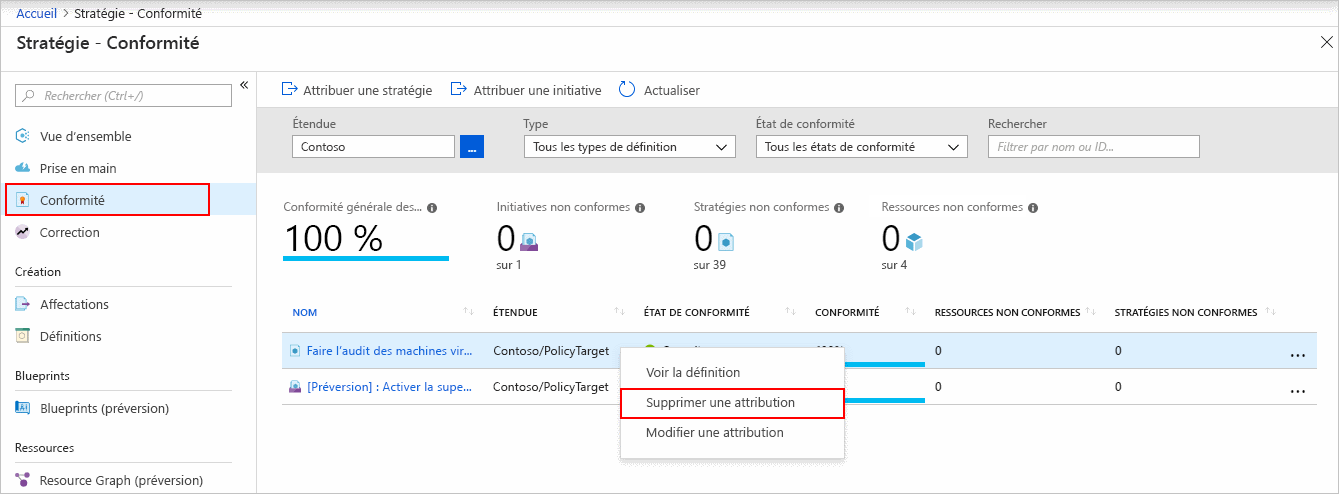 Accueil > Stratégie - Conformité
Stratégie - Conformité
Rechercher (Ctrl+/)
Vue d'ensemble
Prise en main
Conformité
Correction
Création
Affectations
Définitions
Blueprints
Blueprints (préversion)
Ressources
Resource Graph (préversion)
Attribuer une stratégie
Attribuer une initiative
Actualiser
Étendue
Type
État de conformité
Rechercher
Contoso
...
Tous les types de définition
Tous les états de conformité
Filtrer par nom ou ID...
Conformité générale des...
Initiatives non conformes
Stratégies non conformes
Ressources non conformes
100 %
0
0
0
sur 1
sur 39
sur 4
NOM
ÉTENDUE
ÉTAT DE CONFORMITÉ
CONFORMITÉ
RESSOURCES NON CONFORMES
STRATÉGIES NON CONFORMES
Faire l'audit des machines vir...
Contoso/PolicyTarget
0
0
...
[Préversion] : Activer la supe...
Contoso/PolicyTarget
0
0
...
Voir la définition
Supprimer une attribution
Modifier une attribution